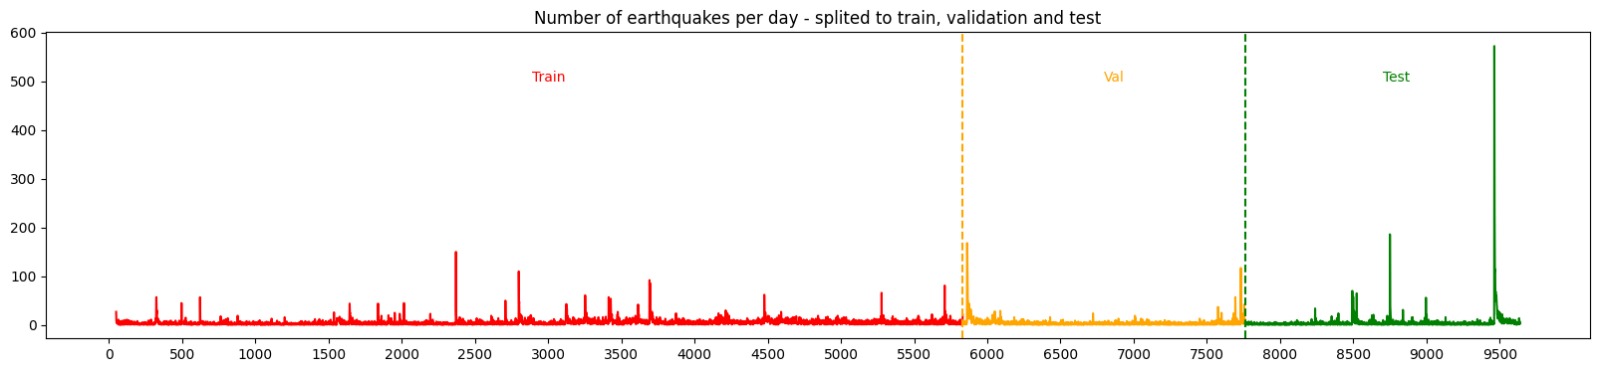 Number of earthquakes per day - splited to train, validation and test
600
500
400
300
200
100
0
Train
Val
Test
0 500 1000 1500 2000 2500 3000 3500 4000 4500 5000 5500 6000 6500 7000 7500 8000 8500 9000 9500